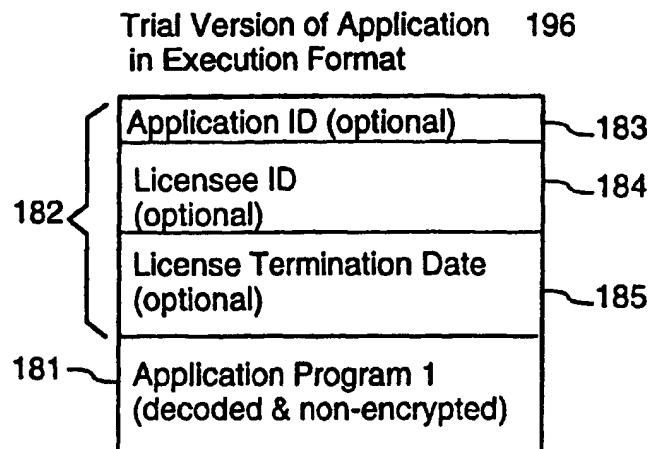 Trial Version of Application 196
in Execution Format
Application ID (optional) 183
Licensee ID 184
(optional)
182
License Termination Date
(optional) 185
181 Application Program 1
(decoded & non-encrypted)